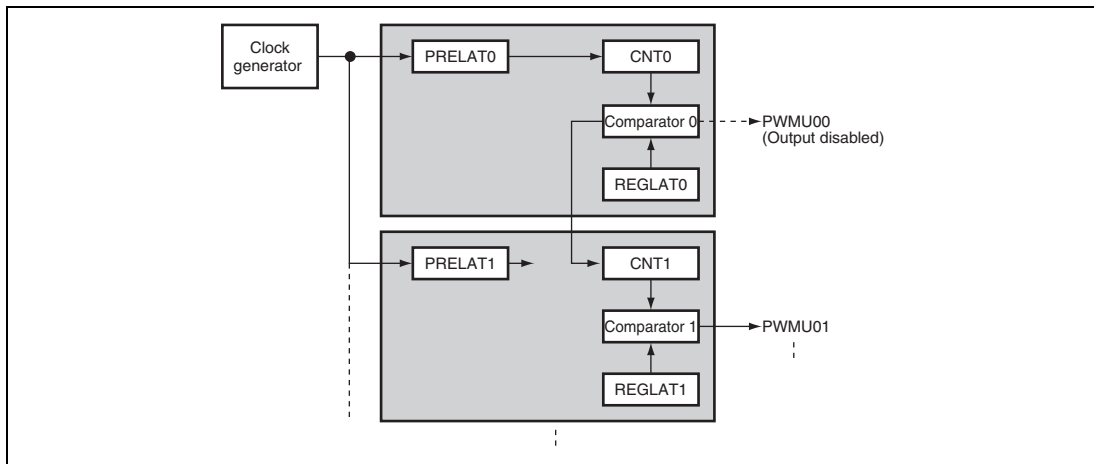 Clock
generator
PRELAT0
CNT0
Comparator 0
PWMU00
(Output disabled)
REGLAT0
PRELAT1
CNT1
Comparator 1
PWMU01
REGLAT1